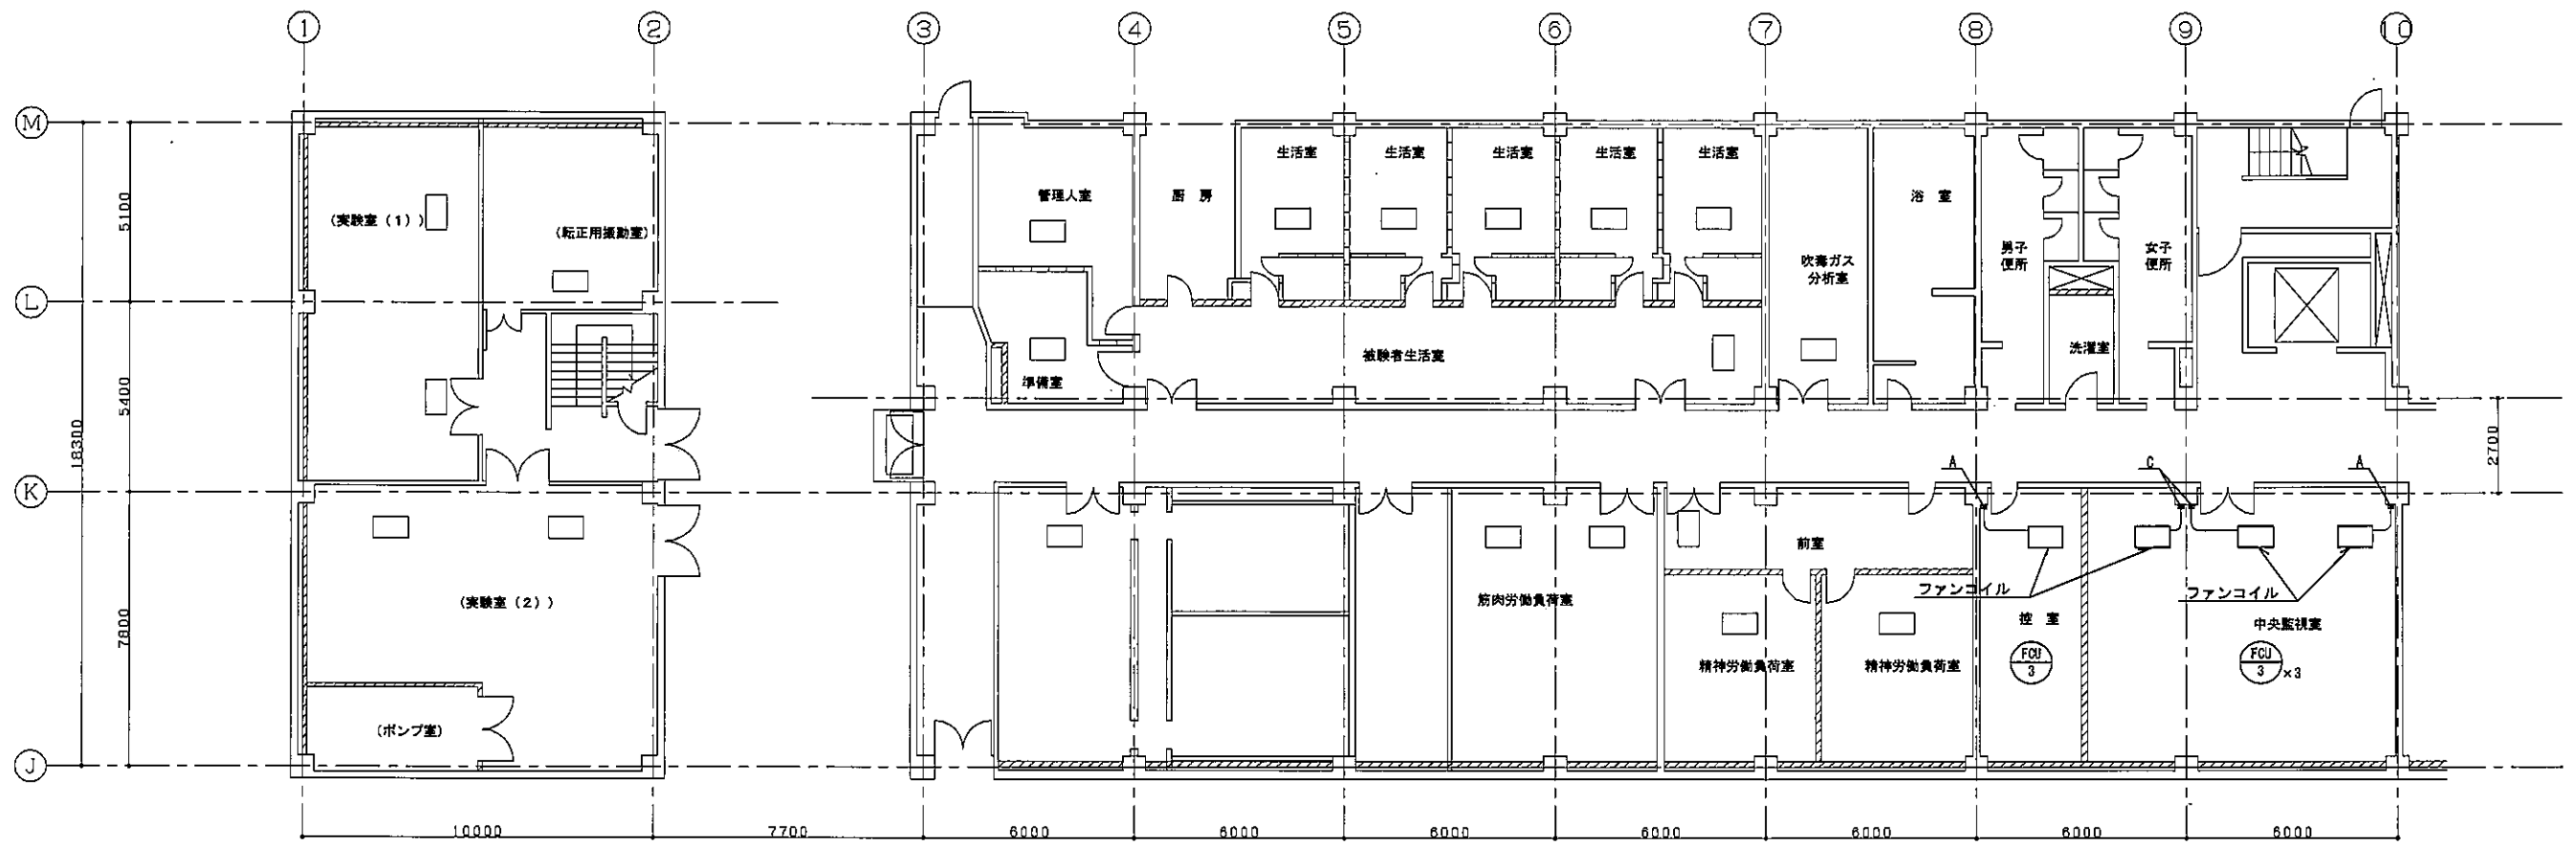 1 2 3 4 5 6 7 8 9 10
M
生活室 生活室 生活室 生活室 生活室
管理人室 厨 房 浴 室
5100
(実験室(1))
(転正用振動室)
男子
便所
女子
便所
吹毒ガス
分析室
L
被験者生活室 洗濯室
準備室
5400
18300
2700
A C A
K
前室
ファンコイル ファンコイル
(実験室(2))
筋肉労働負荷室
控 室
中央監視室
7800
精神労働負荷室 精神労働負荷室
FCU
3
FCU
3 ×3
(ポンプ室)
J
10000 7700 6000 6000 6000 6000 6000 6000 6000